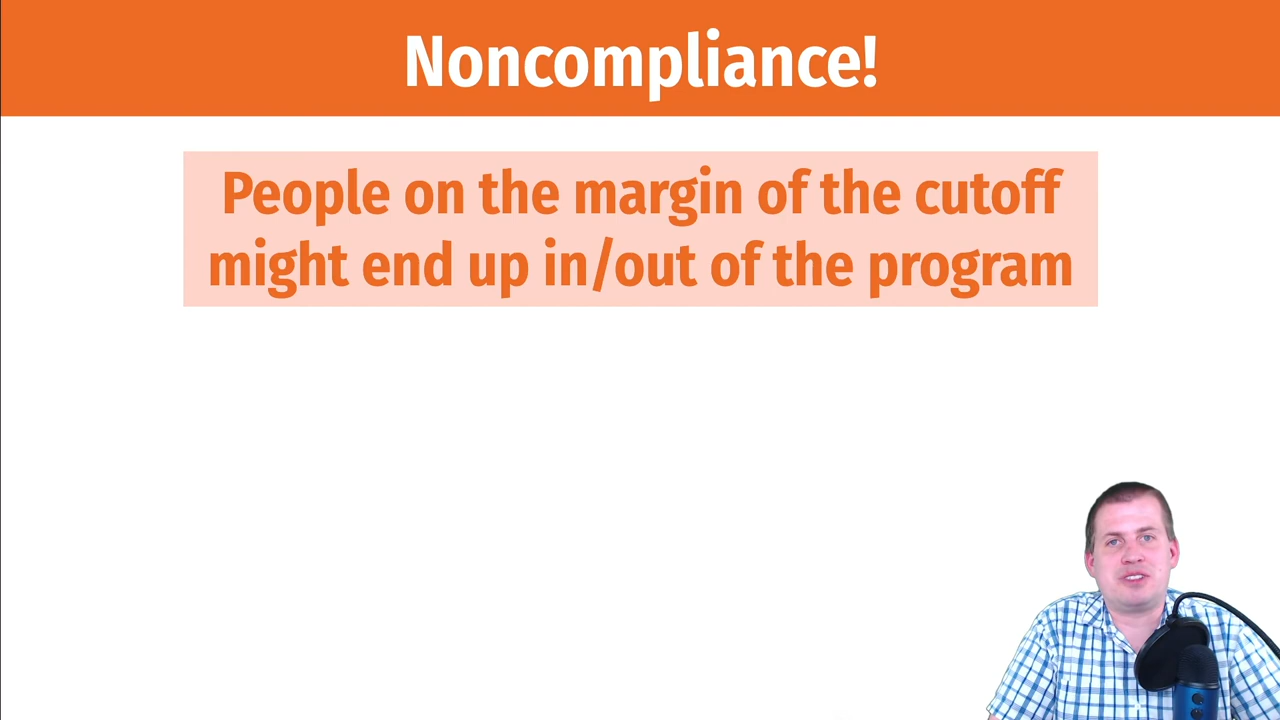 Noncompliance!
People on the margin of the cutoff
might end up in/out of the program